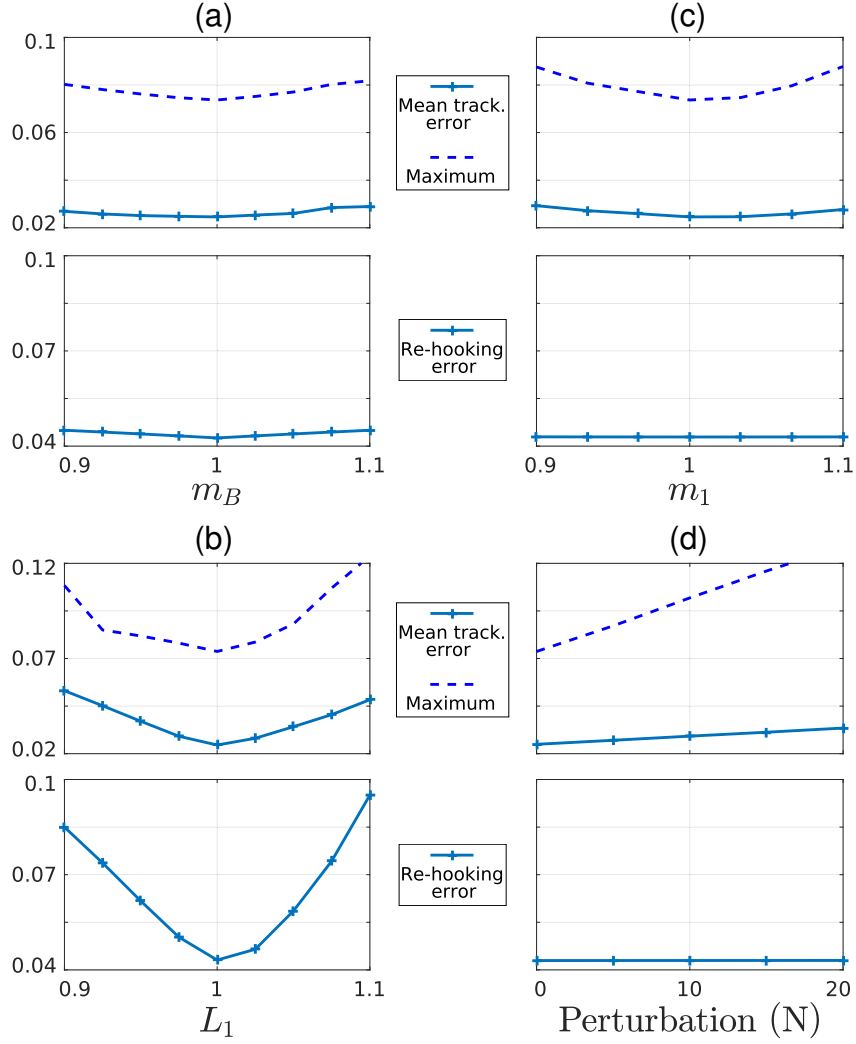 (a)
(c)
0.1
0.06
0.02
Mean track.
error
Maximum
0.1
0.07
0.04
Re-hooking
error
0.9
1
1.1
m_B
0.9
1
1.1
m_1
(b)
(d)
0.12
0.07
0.02
Mean track.
error
Maximum
0.1
0.07
0.04
Re-hooking
error
0.9
1
1.1
L_1
0
10
20
Perturbation (N)